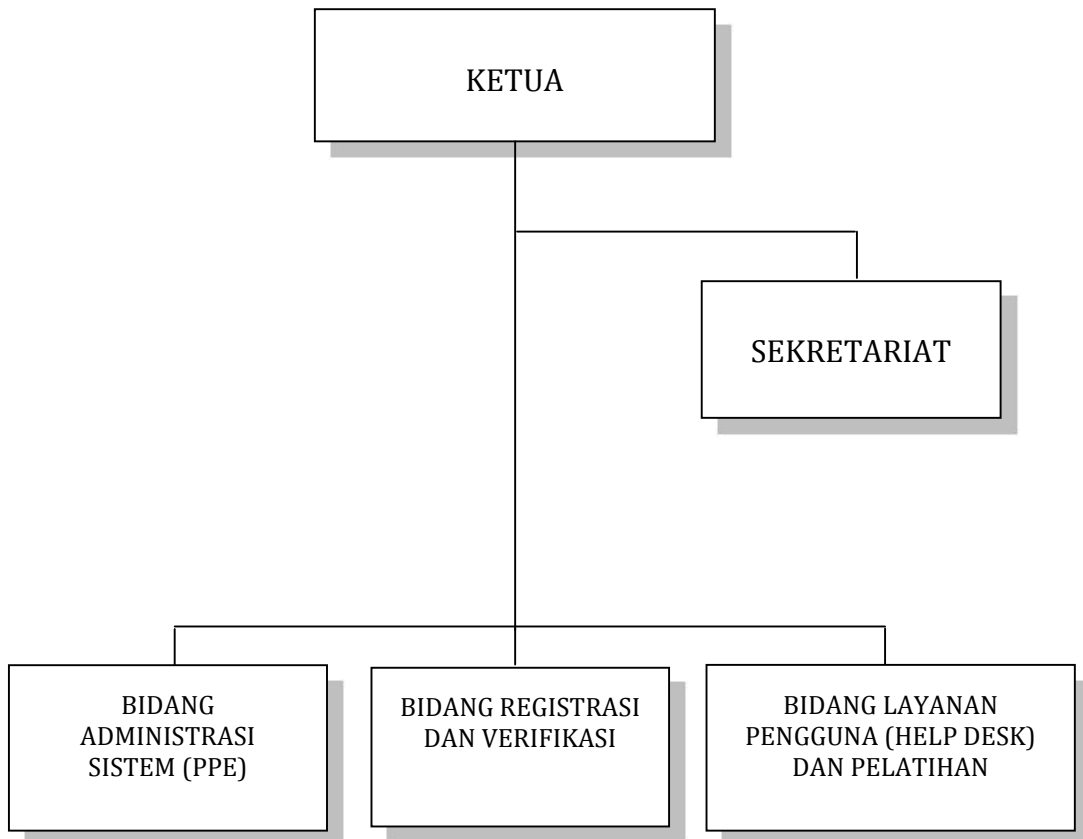 KETUA
SEKRETARIAT
BIDANG
ADMINISTRASI
SISTEM (PPE)
BIDANG REGISTRASI
DAN VERIFIKASI
BIDANG LAYANAN
PENGGUNA (HELP DESK)
DAN PELATIHAN